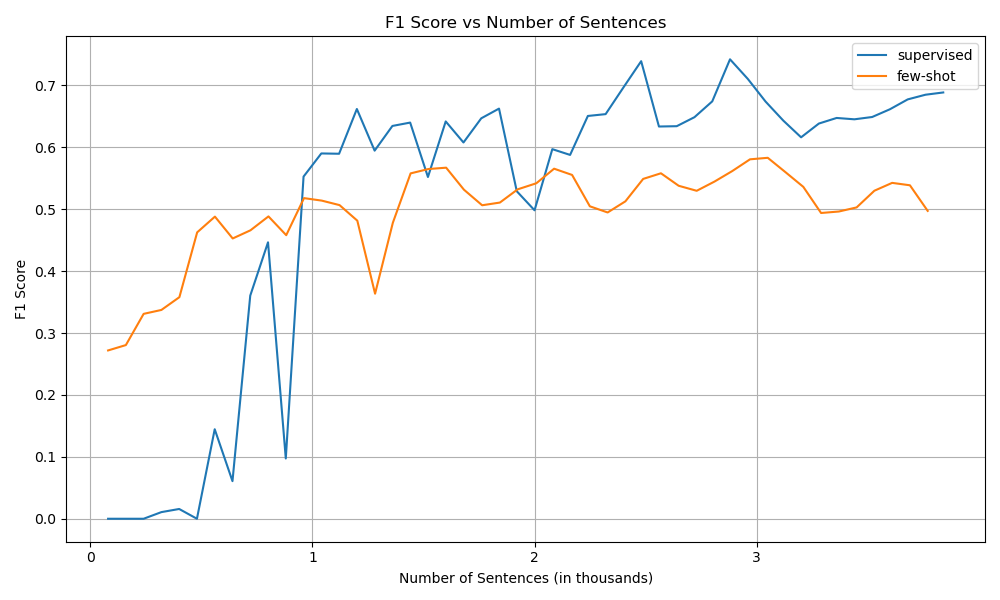 F1 Score vs Number of Sentences
supervised
few-shot
F1 Score
0.7
0.6
0.5
0.4
0.3
0.2
0.1
0.0
0 1 2 3
Number of Sentences (in thousands)